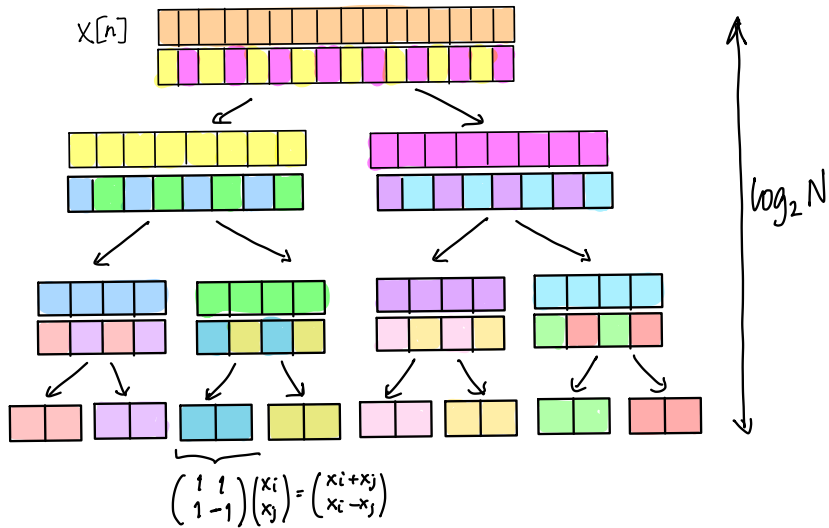 x[n]
log₂ N
(1 1
1 -1)(xi
xj) = (xi+xj
xi-xj)